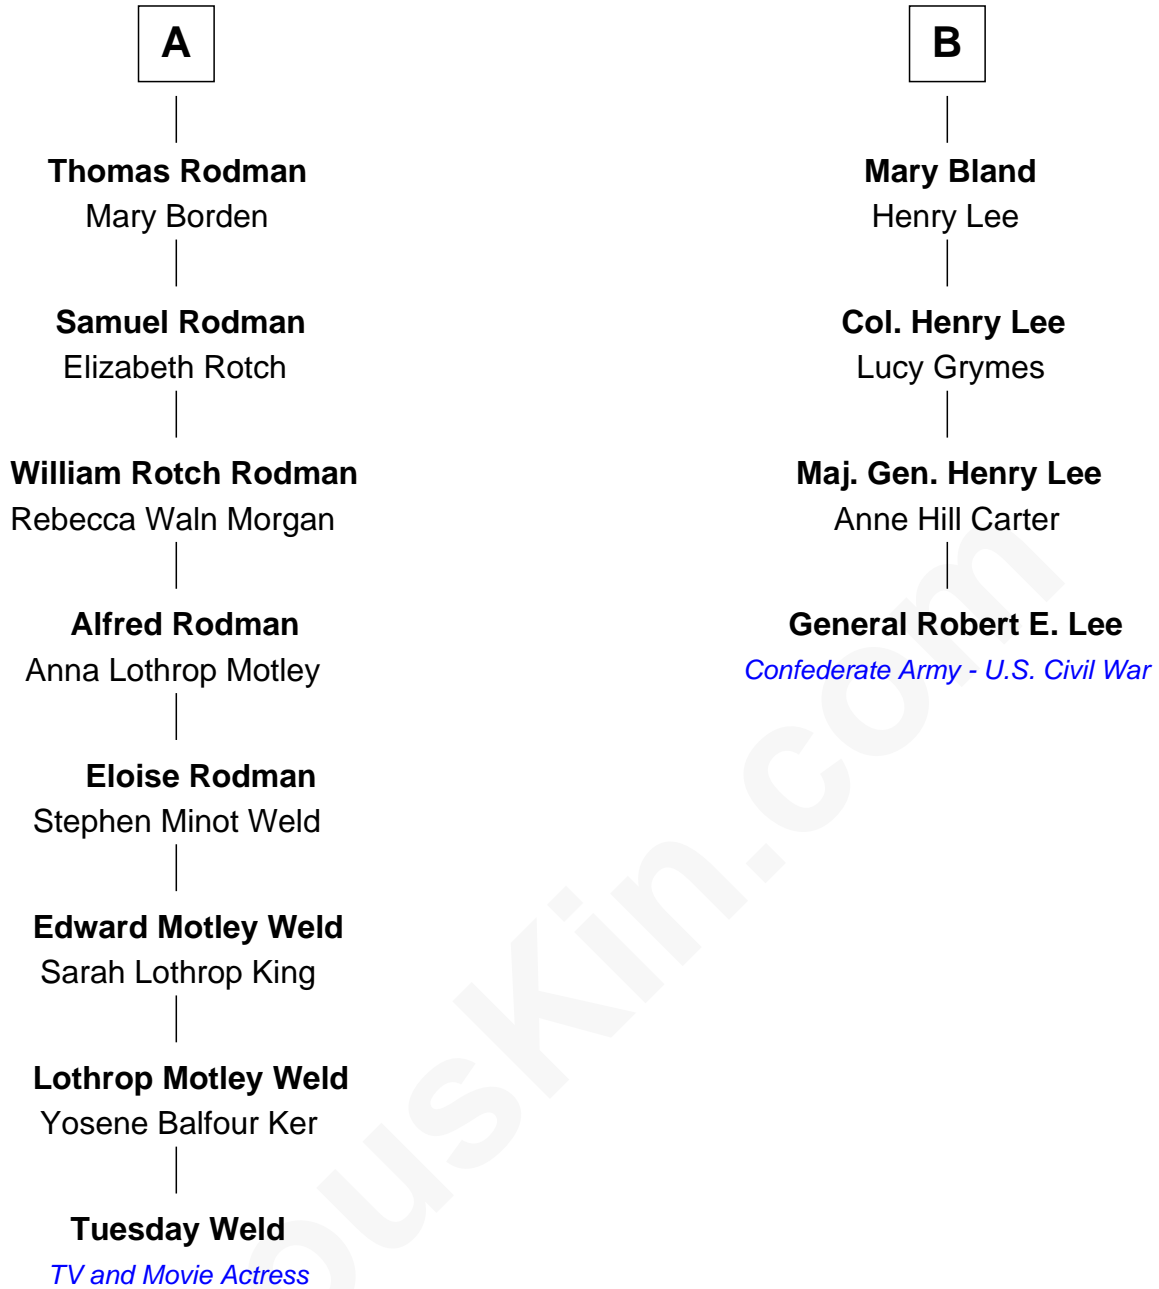 A
Thomas Rodman
Mary Borden
Samuel Rodman
Elizabeth Rotch
William Rotch Rodman
Rebecca Waln Morgan
Alfred Rodman
Anna Lothrop Motley
Eloise Rodman
Stephen Minot Weld
Edward Motley Weld
Sarah Lothrop King
Lothrop Motley Weld
Yosene Balfour Ker
Tuesday Weld
TV and Movie Actress
B
Mary Bland
Henry Lee
Col. Henry Lee
Lucy Grymes
Maj. Gen. Henry Lee
Anne Hill Carter
General Robert E. Lee
Confederate Army - U.S. Civil War
ousKin.com